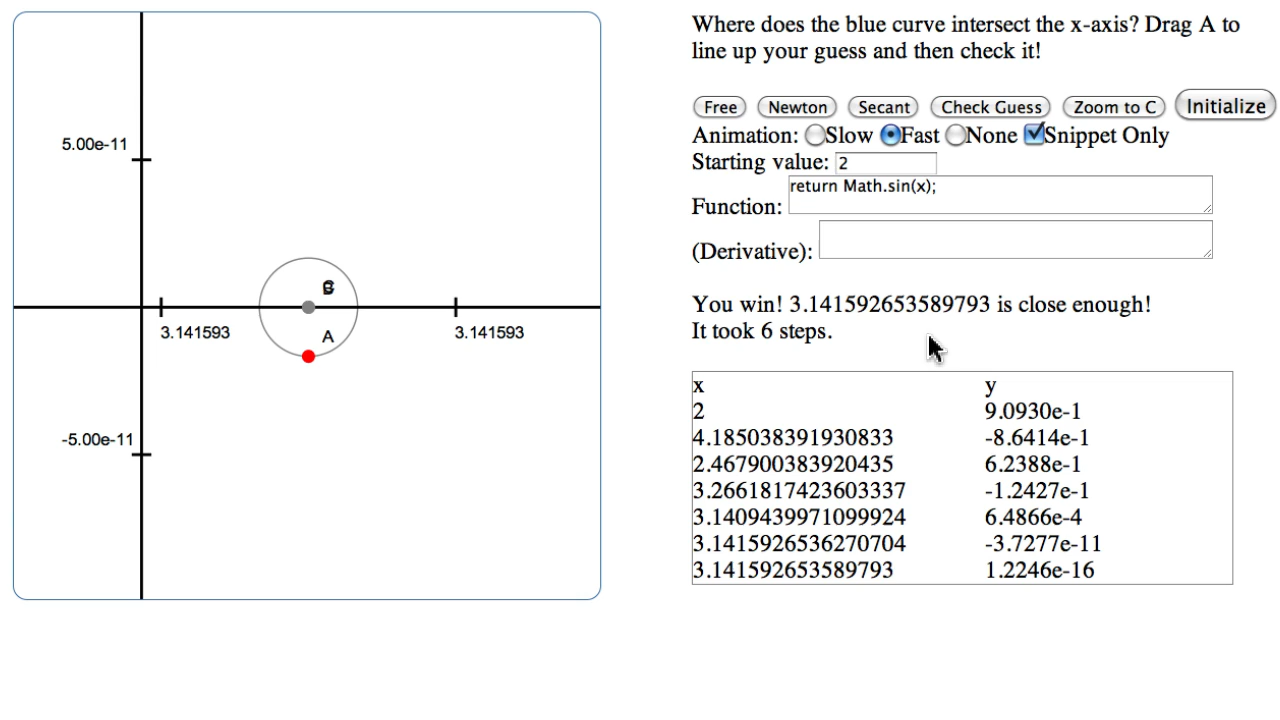 Where does the blue curve intersect the x-axis? Drag A to
line up your guess and then check it!
Free Newton Secant Check Guess Zoom to C Initialize
Animation: Slow Fast None Snippet Only
Starting value: 2
Function: return Math.sin(x);
(Derivative):
You win! 3.141592653589793 is close enough!
It took 6 steps.
x y
2 9.0930e-1
4.185038391930833 -8.6414e-1
2.467900383920435 6.2388e-1
3.2661817423603337 -1.2427e-1
3.1409439971099924 6.4866e-4
3.1415926536270704 -3.7277e-11
3.141592653589793 1.2246e-16
5.00e-11
A
3.141593 3.141593
-5.00e-11